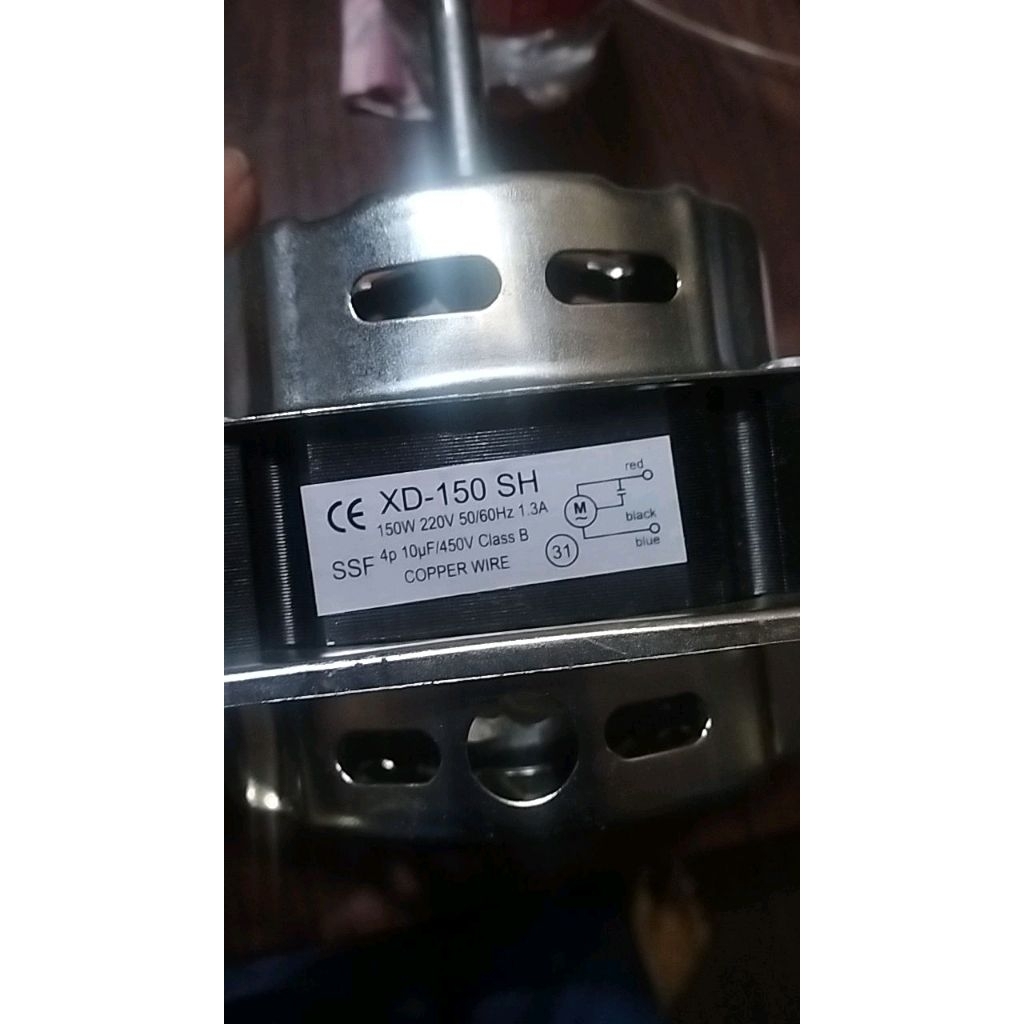 CE XD-150 SH
150W 220V 50/60Hz 1.3A
SSF 4p 10µF/450V Class B
COPPER WIRE
31
M
~
red
black
blue